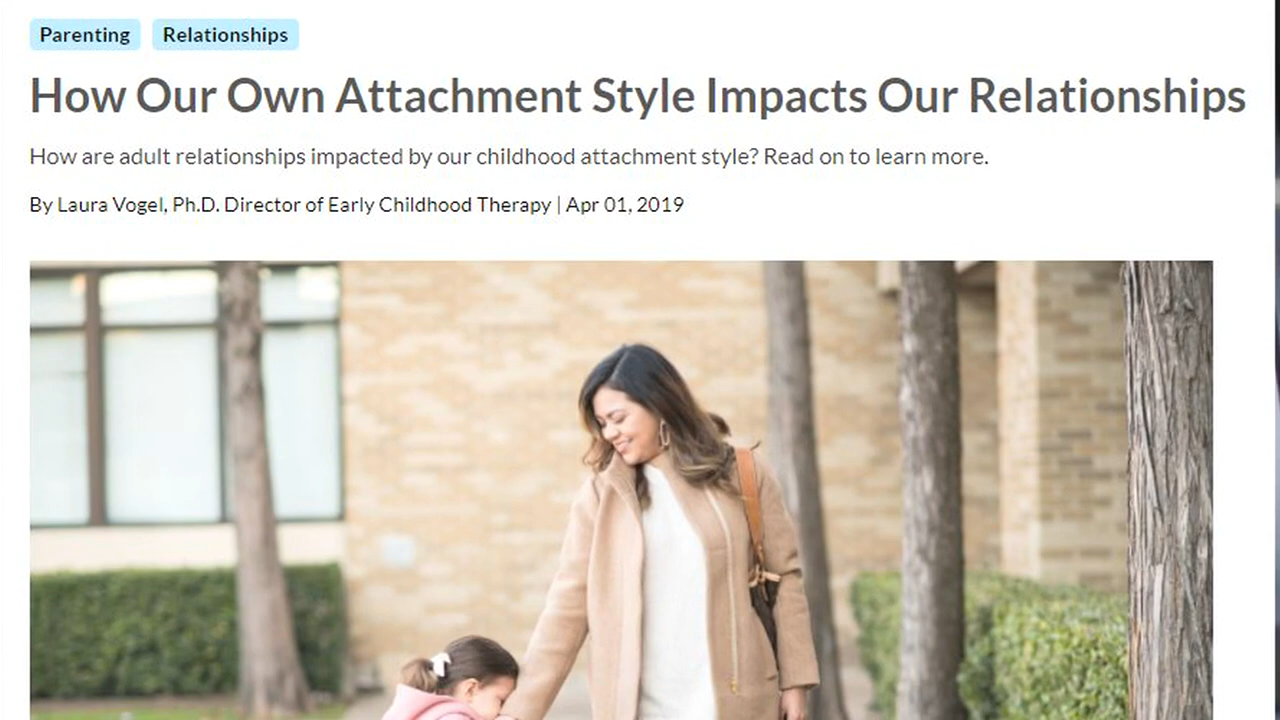 Parenting Relationships
How Our Own Attachment Style Impacts Our Relationships
How are adult relationships impacted by our childhood attachment style? Read on to learn more.
By Laura Vogel, Ph.D. Director of Early Childhood Therapy | Apr 01, 2019